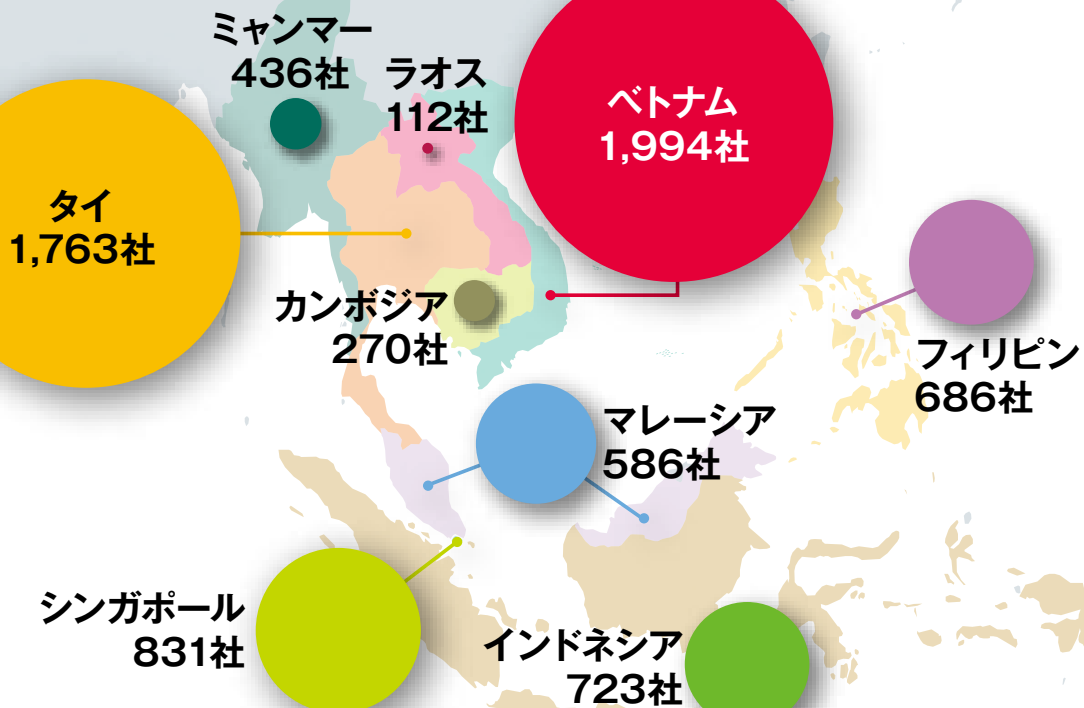 ミャンマー
436社
ラオス
112社
ベトナム
1,994社
タイ
1,763社
カンボジア
270社
フィリピン
686社
マレーシア
586社
シンガポール
831社
インドネシア
723社